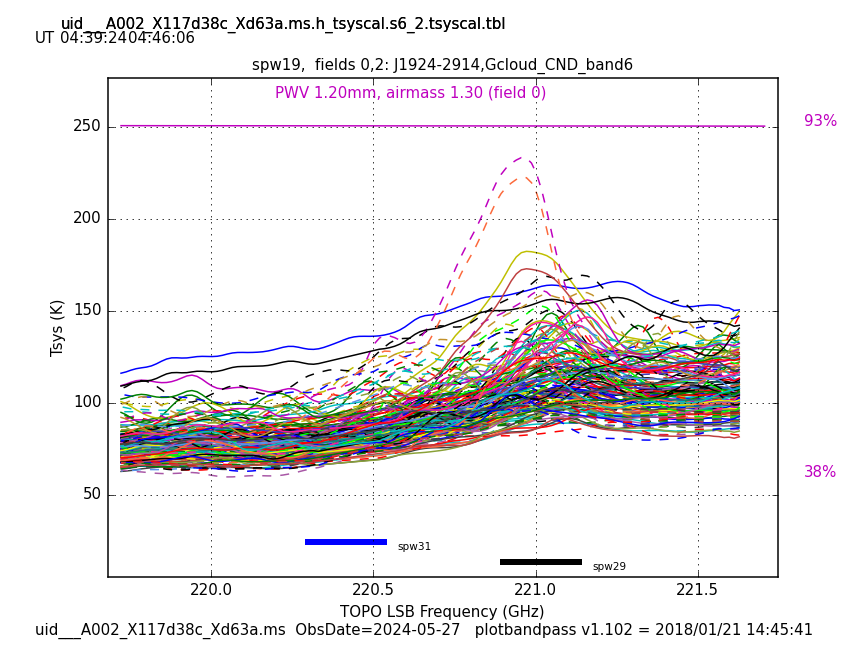 uid___A002_X117d38c_Xd63a.ms.h_tsyscal.s6_2.tsyscal.tbl
UT 04:39:24 04:46:06
spw19,  fields 0,2: J1924-2914,Gcloud_CND_band6
PWV 1.20mm, airmass 1.30 (field 0)
93%
250
200
150
100
50
Tsys (K)
38%
spw31
spw29
220.0 220.5 221.0 221.5
TOPO LSB Frequency (GHz)
uid___A002_X117d38c_Xd63a.ms  ObsDate=2024-05-27   plotbandpass v1.102 = 2018/01/21 14:45:41